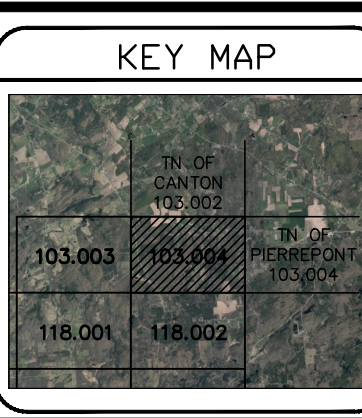 KEY MAP
TN OF
CANTON
103.002
103.003
103.004
TN OF
PIERREPONT
103.004
118.001
118.002